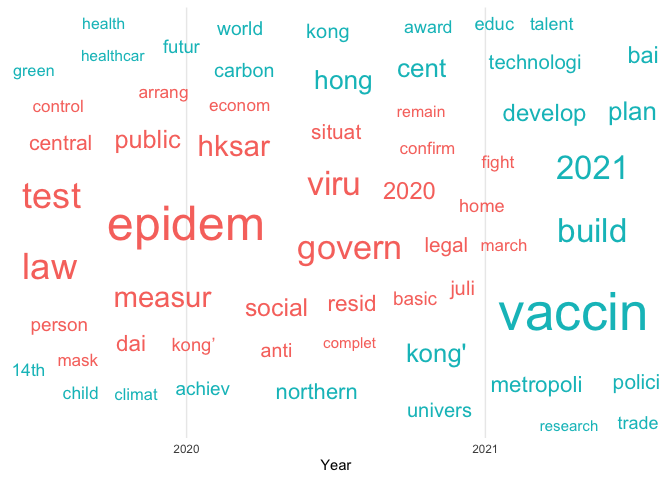 health
world
kong
award
educ
talent
futur
healthcar
bai
green
carbon
hong
cent
technologi
arrang
control
econom
remain
develop
plan
central
public
hksar
situat
confirm
fight
2021
test
viru
2020
home
epidem
govern
legal
march
build
law
measur
social
resid
basic
juli
vaccin
person
dai
kong’
anti
complet
kong'
mask
14th
child
climat
achiev
northern
metropoli
polici
univers
research
trade
2020
2021
Year